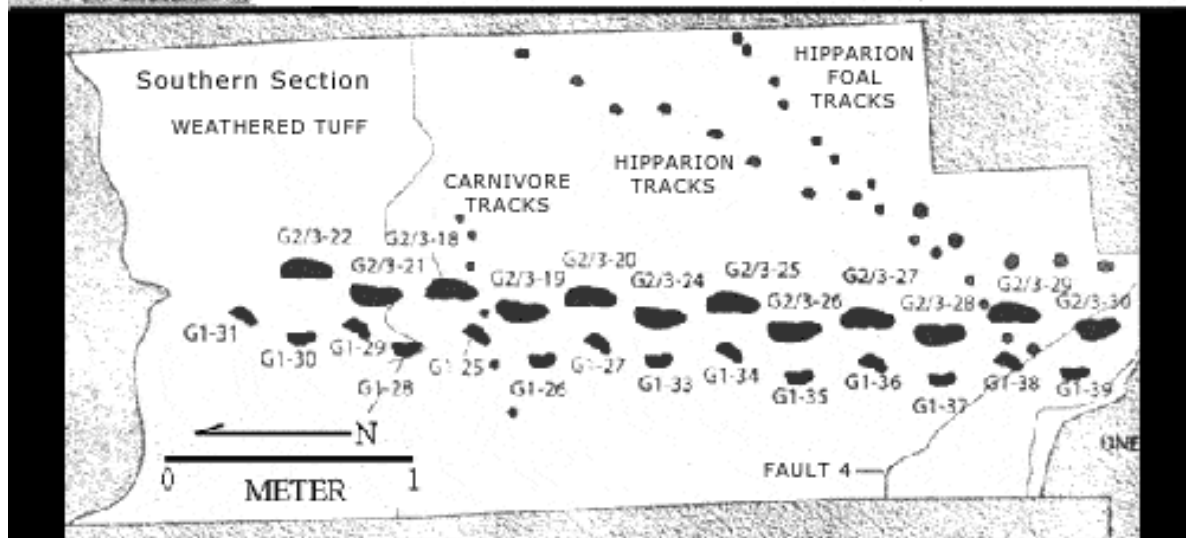 Southern Section
WEATHERED TUFF
HIPPARION
FOAL
TRACKS
HIPPARION
TRACKS
CARNIVORE
TRACKS
G2/3-22
G2/3-21
G2/3-18
G2/3-19
G2/3-20
G2/3-24
G2/3-25
G2/3-26
G2/3-27
G2/3-28
G2/3-29
G2/3-30
G1-31
G1-30
G1-29
G1-28
G1-25
G1-26
G1-27
G1-33
G1-34
G1-35
G1-36
G1-37
G1-38
G1-39
N
0 1
METER
FAULT 4
ONE